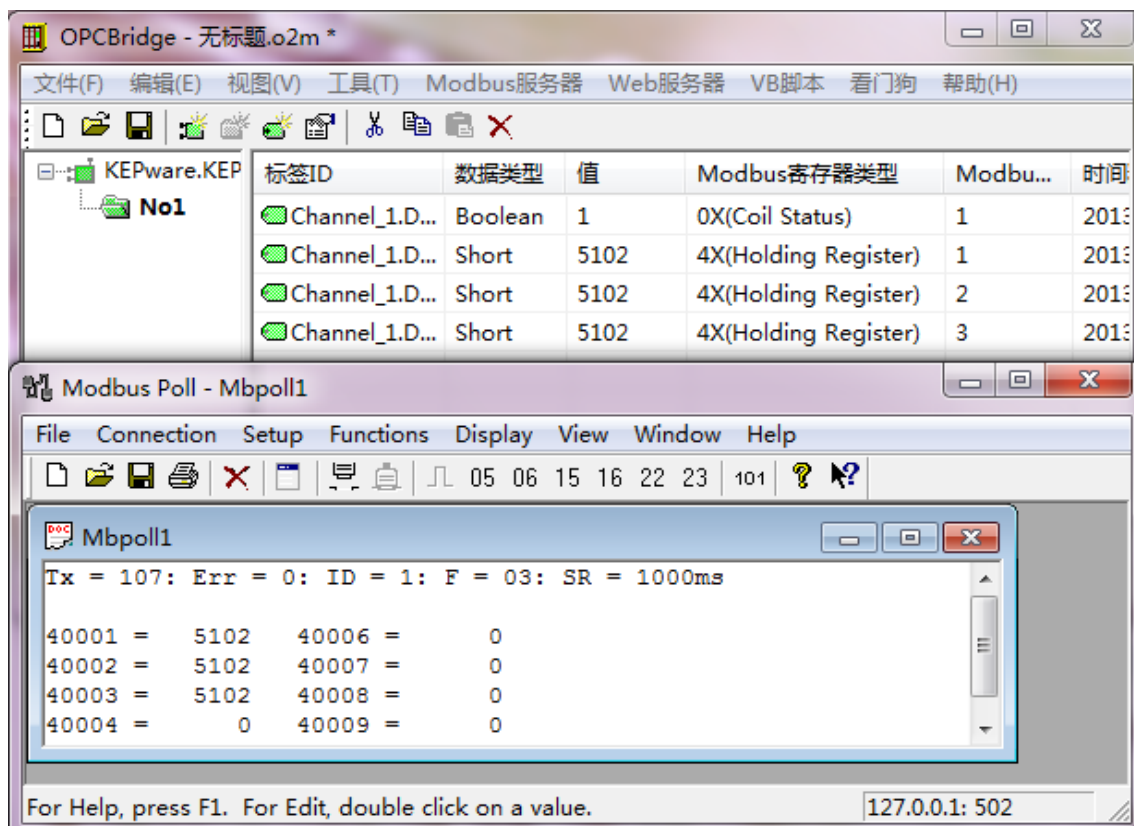 OPCBridge - 无标题.o2m *
文件(F) 编辑(E) 视图(V) 工具(T) Modbus服务器 Web服务器 VB脚本 看门狗 帮助(H)
KEPware.KEP 标签ID 数据类型 值 Modbus寄存器类型 Modbu... 时间
No1 Channel_1.D... Boolean 1 0X(Coil Status) 1 2013
Channel_1.D... Short 5102 4X(Holding Register) 1 2013
Channel_1.D... Short 5102 4X(Holding Register) 2 2013
Channel_1.D... Short 5102 4X(Holding Register) 3 2013
Modbus Poll - Mbpoll1
File Connection Setup Functions Display View Window Help
05 06 15 16 22 23 101
Mbpoll1
Tx = 107: Err = 0: ID = 1: F = 03: SR = 1000ms
40001 = 5102 40006 = 0
40002 = 5102 40007 = 0
40003 = 5102 40008 = 0
40004 = 0 40009 = 0
For Help, press F1. For Edit, double click on a value. 127.0.0.1: 502